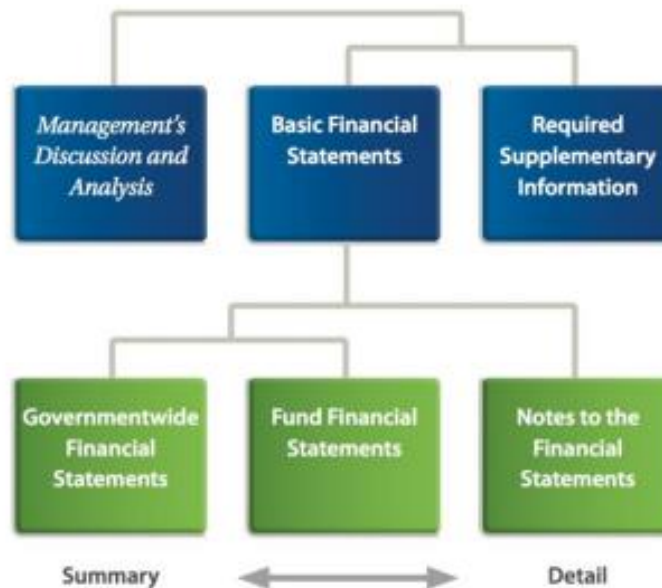 Management's
Discussion and
Analysis
Basic Financial
Statements
Required
Supplementary
Information
Governmentwide
Financial
Statements
Fund Financial
Statements
Notes to the
Financial
Statements
Summary
Detail